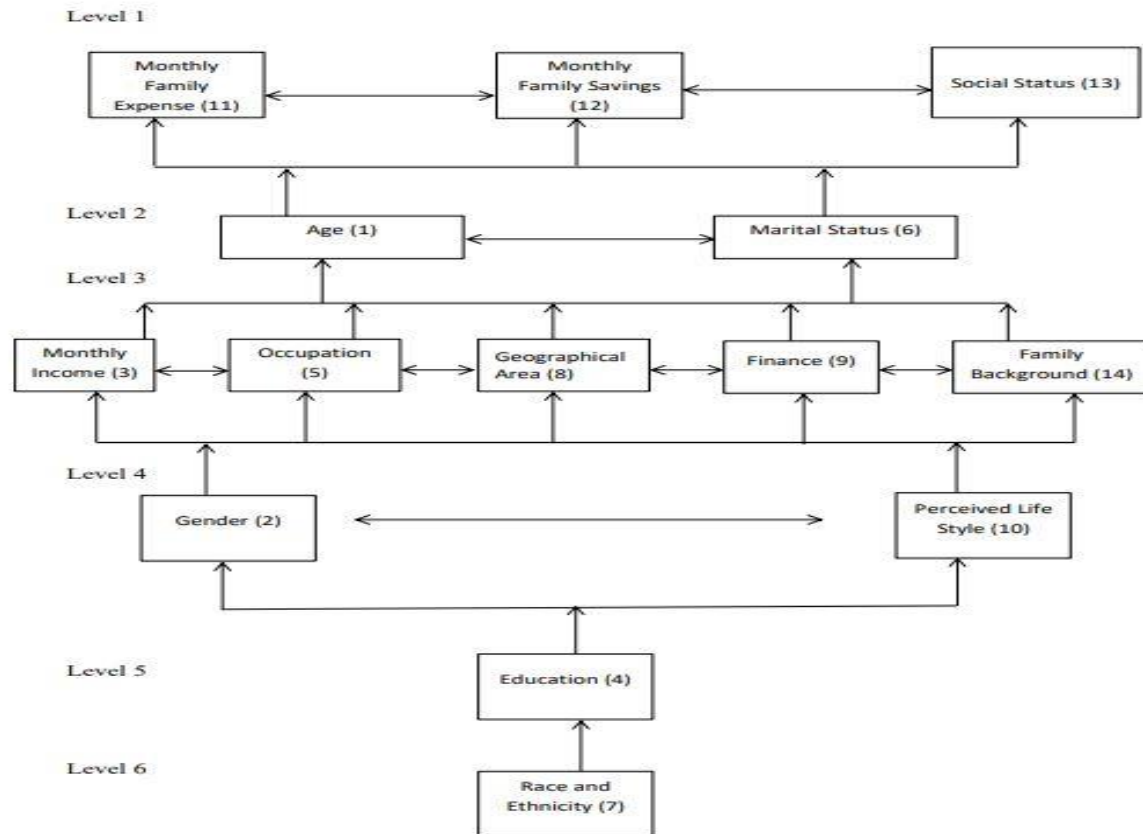 Level 1
Monthly
Family
Expense (11)
Monthly
Family Savings
(12)
Social Status (13)
Level 2
Age (1)
Marital Status (6)
Level 3
Monthly
Income (3)
Occupation
(5)
Geographical
Area (8)
Finance (9)
Family
Background (14)
Level 4
Gender (2)
Perceived Life
Style (10)
Level 5
Education (4)
Level 6
Race and
Ethnicity (7)